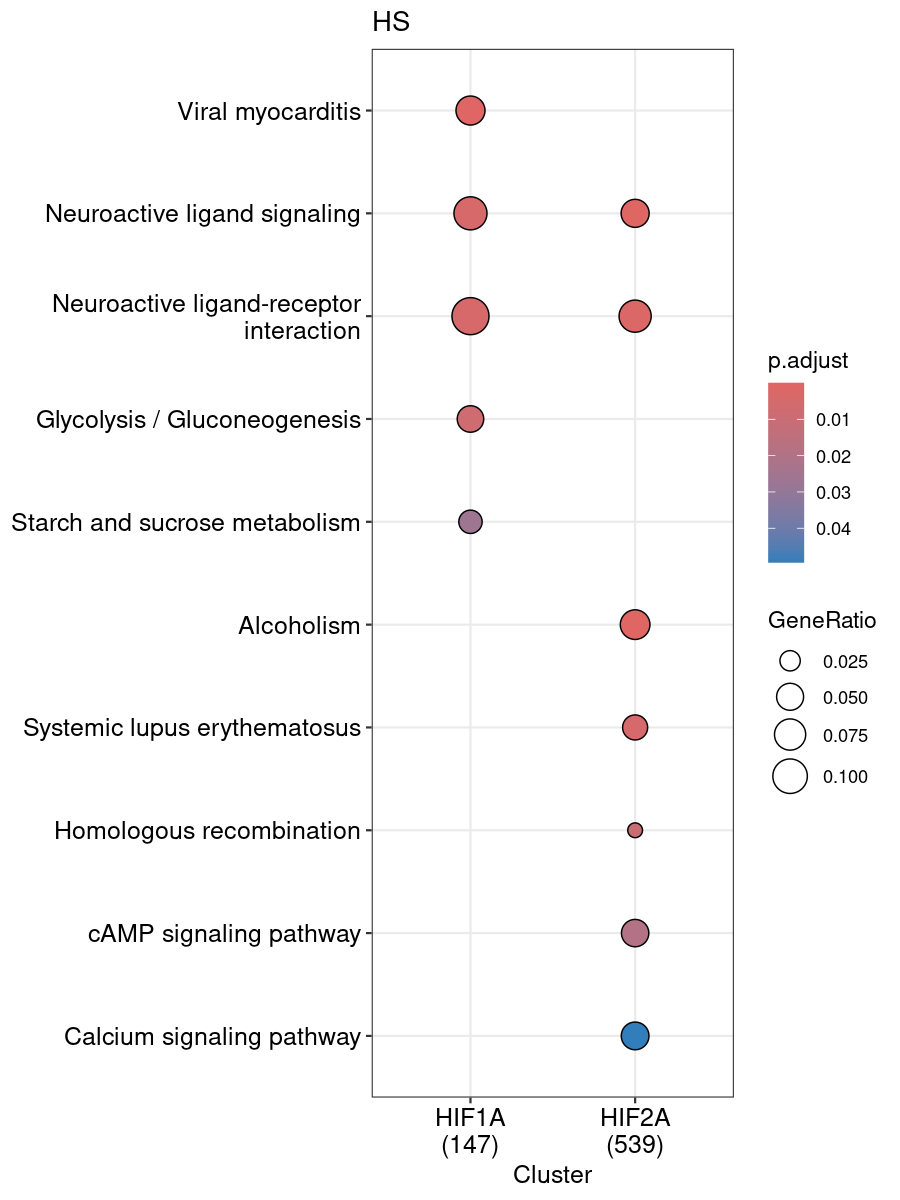 HS
Viral myocarditis
Neuroactive ligand signaling
Neuroactive ligand-receptor
interaction
Glycolysis / Gluconeogenesis
Starch and sucrose metabolism
Alcoholism
Systemic lupus erythematosus
Homologous recombination
cAMP signaling pathway
Calcium signaling pathway
HIF1A
(147)
HIF2A
(539)
Cluster
p.adjust
0.01
0.02
0.03
0.04
GeneRatio
0.025
0.050
0.075
0.100